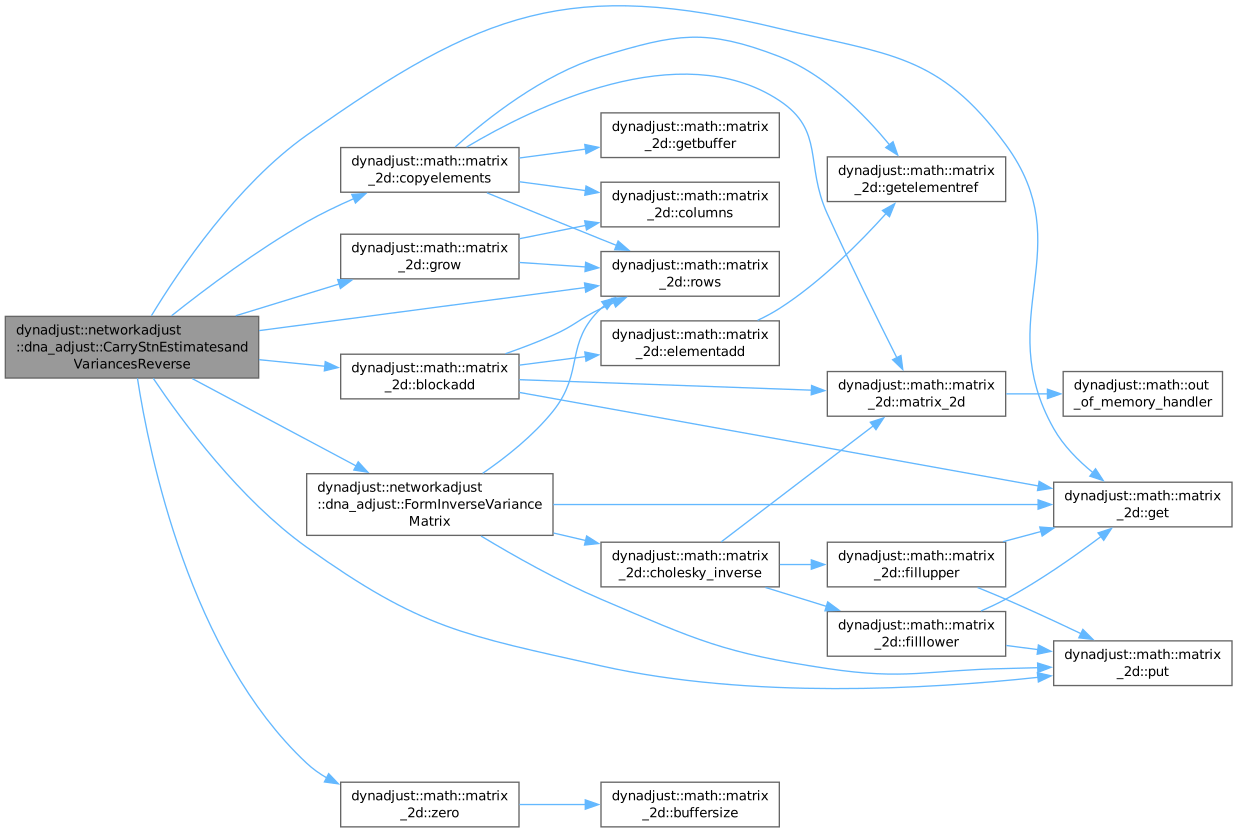 dynadjust::networkadjust
::dna_adjust::CarryStnEstimatesand
VariancesReverse
dynadjust::math::matrix
_2d::copyelements
dynadjust::math::matrix
_2d::grow
dynadjust::math::matrix
_2d::blockadd
dynadjust::networkadjust
::dna_adjust::FormInverseVariance
Matrix
dynadjust::math::matrix
_2d::zero
dynadjust::math::matrix
_2d::getbuffer
dynadjust::math::matrix
_2d::columns
dynadjust::math::matrix
_2d::rows
dynadjust::math::matrix
_2d::elementadd
dynadjust::math::matrix
_2d::cholesky_inverse
dynadjust::math::matrix
_2d::buffersize
dynadjust::math::matrix
_2d::getelementref
dynadjust::math::matrix
_2d::matrix_2d
dynadjust::math::matrix
_2d::fillupper
dynadjust::math::matrix
_2d::filllower
dynadjust::math::out
_of_memory_handler
dynadjust::math::matrix
_2d::get
dynadjust::math::matrix
_2d::put